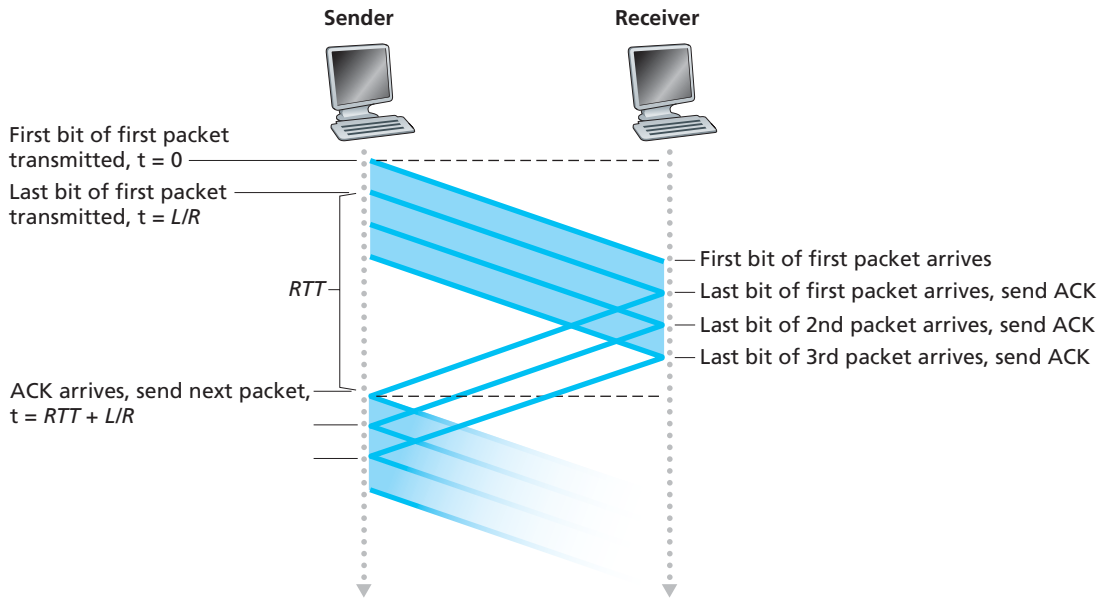 Sender
Receiver
First bit of first packet
transmitted, t = 0
Last bit of first packet
transmitted, t = L/R
RTT
First bit of first packet arrives
Last bit of first packet arrives, send ACK
Last bit of 2nd packet arrives, send ACK
Last bit of 3rd packet arrives, send ACK
ACK arrives, send next packet,
t = RTT + L/R